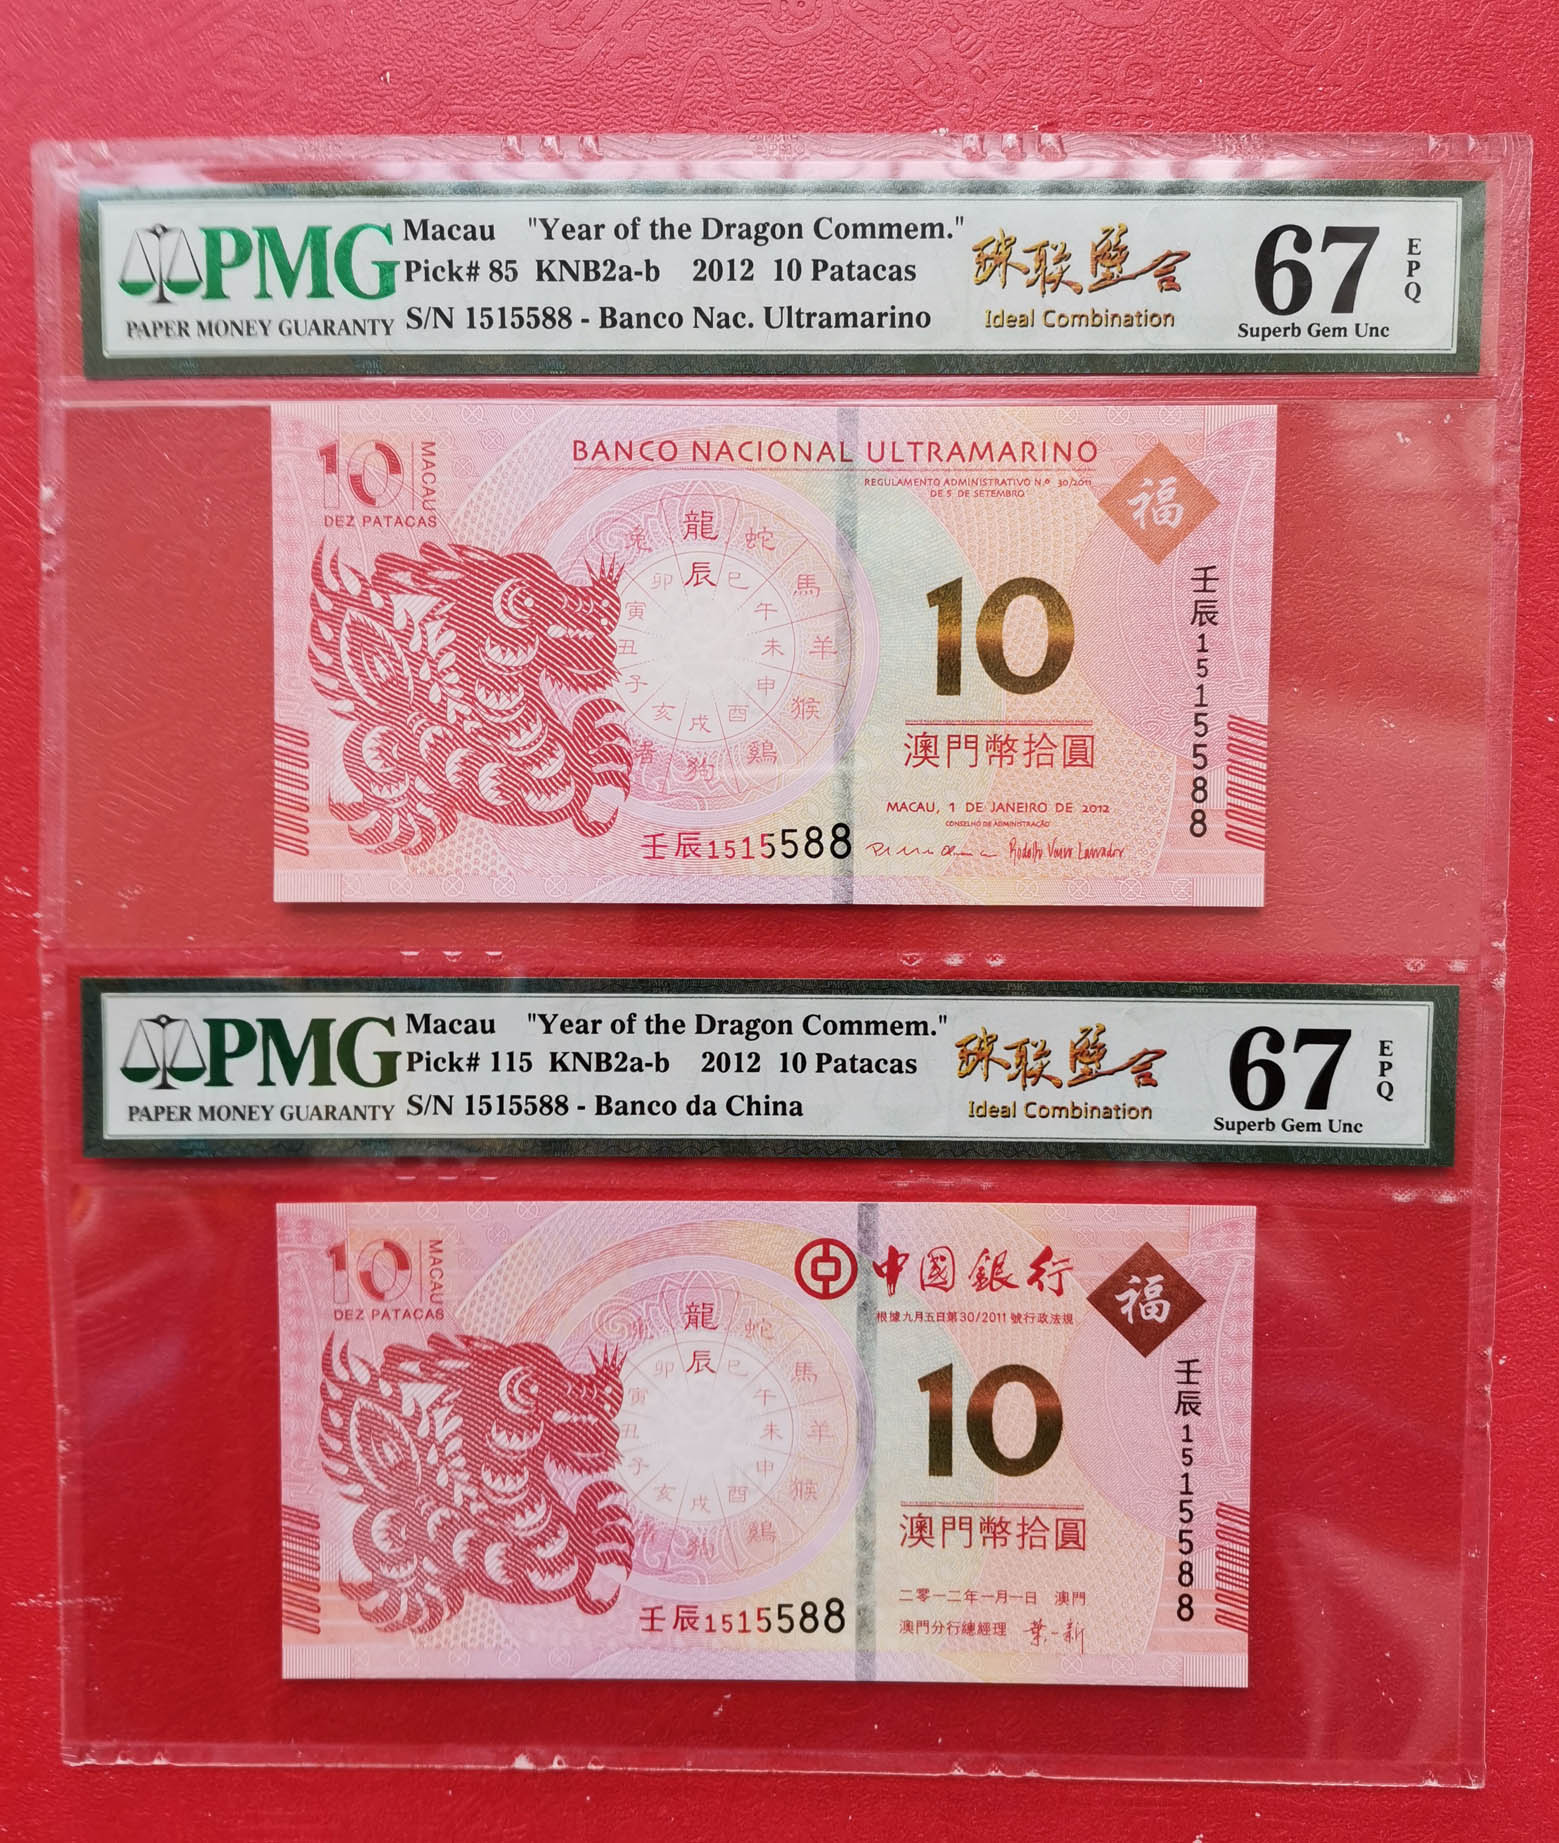 PMG
PAPER MONEY GUARANTY
Macau "Year of the Dragon Commem."
Pick# 85 KNB2a-b 2012 10 Patacas
S/N 1515588 - Banco Nac. Ultramarino
珠联璧合
Ideal Combination
67
EPQ
Superb Gem Unc
10
MACAU
DEZ PATACAS
BANCO NACIONAL ULTRAMARINO
REGULAMENTO ADMINISTRATIVO N.º 30/2011
DE 5 DE SETEMBRO
福
兔 龍 蛇 馬 羊 猴 鷄 狗
卯 辰 巳 午 未 申 酉 戌 亥 子 丑 寅
10
澳門幣拾圓
MACAU, 1 DE JANEIRO DE 2012
CONSELHO DE ADMINISTRAÇÃO
壬辰1515588
壬辰1515588
PMG
PAPER MONEY GUARANTY
Macau "Year of the Dragon Commem."
Pick# 115 KNB2a-b 2012 10 Patacas
S/N 1515588 - Banco da China
珠联璧合
Ideal Combination
67
EPQ
Superb Gem Unc
10
MACAU
DEZ PATACAS
中國銀行
根據九月五日第30/2011號行政法規
福
龍 蛇 馬 羊 猴 鷄 狗
卯 辰 巳 午 未 申 酉 戌 亥 子 丑 寅
10
澳門幣拾圓
二零一二年一月一日 澳門
澳門分行總經理 葉一新
壬辰1515588
壬辰1515588